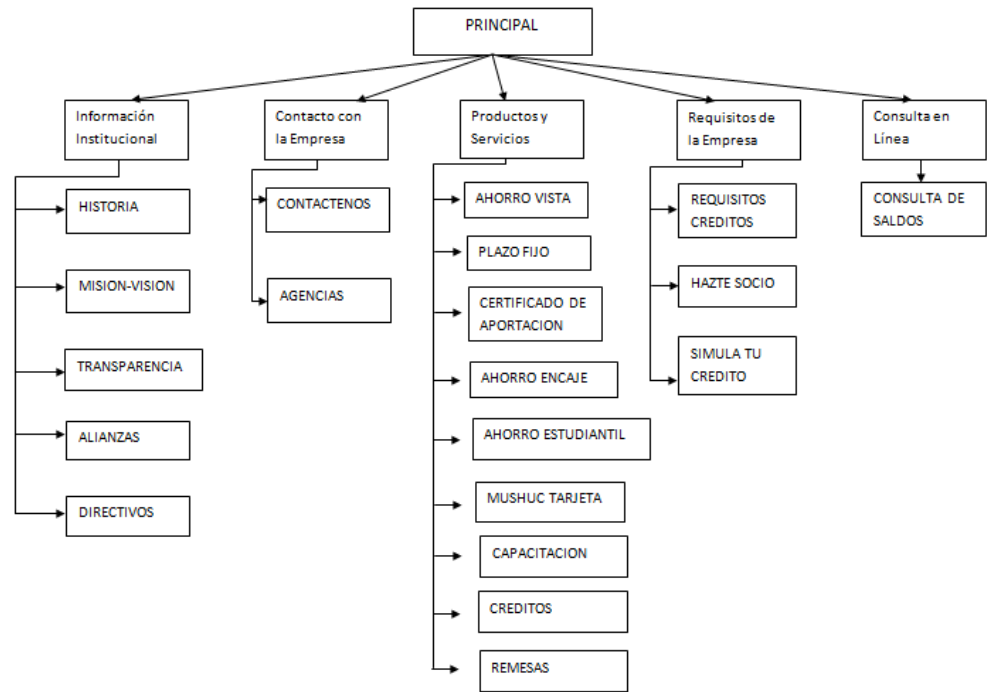 PRINCIPAL
Información
Institucional
HISTORIA
MISION-VISION
TRANSPARENCIA
ALIANZAS
DIRECTIVOS
Contacto con
la Empresa
CONTACTENOS
AGENCIAS
Productos y
Servicios
AHORRO VISTA
PLAZO FIJO
CERTIFICADO DE
APORTACION
AHORRO ENCAJE
AHORRO ESTUDIANTIL
MUSHUC TARJETA
CAPACITACION
CREDITOS
REMESAS
Requisitos de
la Empresa
REQUISITOS
CREDITOS
HAZTE SOCIO
SIMULA TU
CREDITO
Consulta en
Línea
CONSULTA DE
SALDOS